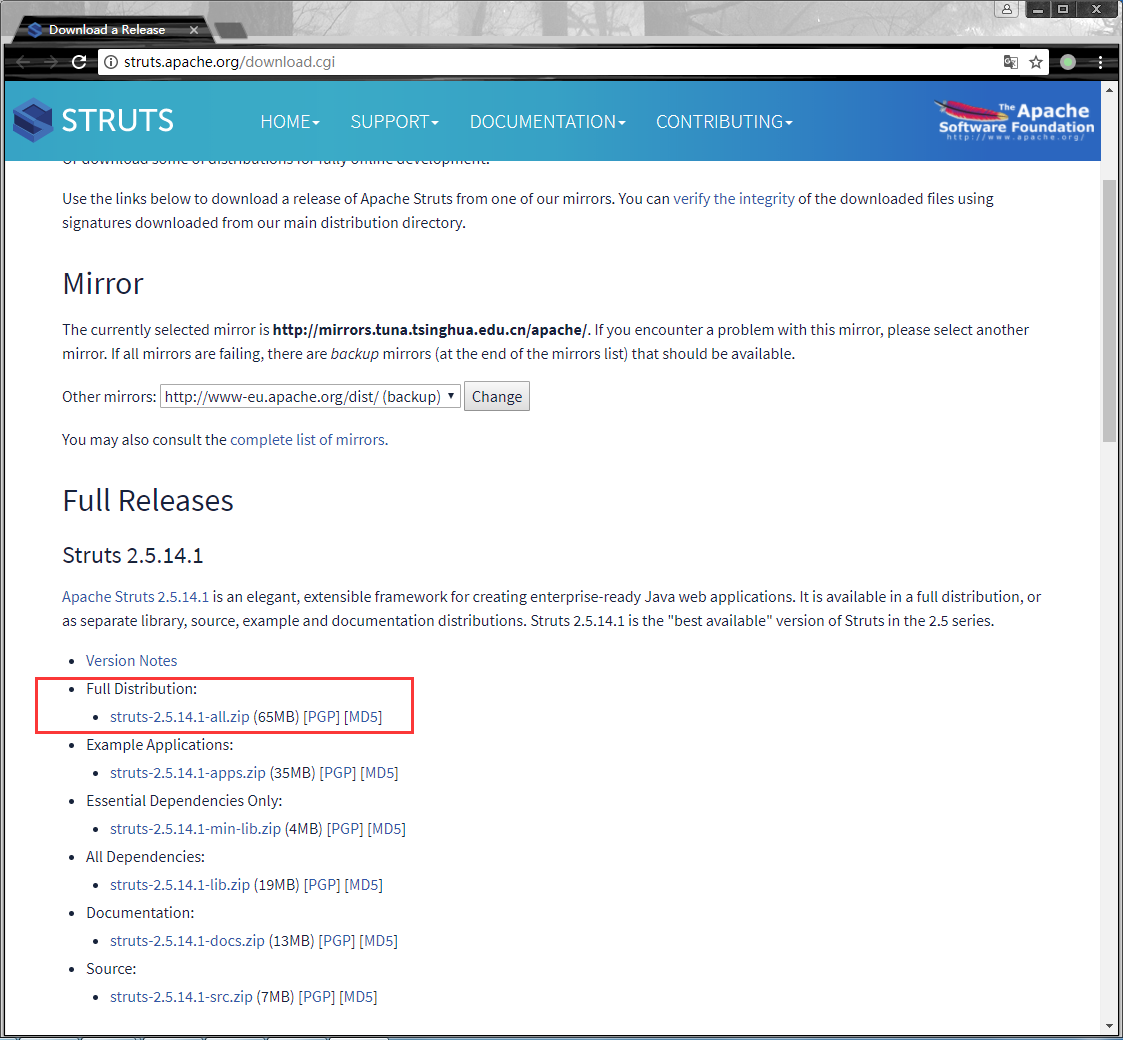 Download a Release
struts.apache.org/download.cgi
STRUTS
HOME
SUPPORT
DOCUMENTATION
CONTRIBUTING
The Apache
Software Foundation
http://www.apache.org/
Or download some of distributions for fully online development.
Use the links below to download a release of Apache Struts from one of our mirrors. You can verify the integrity of the downloaded files using
signatures downloaded from our main distribution directory.
Mirror
The currently selected mirror is http://mirrors.tuna.tsinghua.edu.cn/apache/. If you encounter a problem with this mirror, please select another
mirror. If all mirrors are failing, there are backup mirrors (at the end of the mirrors list) that should be available.
Other mirrors: http://www-eu.apache.org/dist/ (backup) Change
You may also consult the complete list of mirrors.
Full Releases
Struts 2.5.14.1
Apache Struts 2.5.14.1 is an elegant, extensible framework for creating enterprise-ready Java web applications. It is available in a full distribution, or
as separate library, source, example and documentation distributions. Struts 2.5.14.1 is the "best available" version of Struts in the 2.5 series.
• Version Notes
• Full Distribution:
• struts-2.5.14.1-all.zip (65MB) [PGP] [MD5]
• Example Applications:
• struts-2.5.14.1-apps.zip (35MB) [PGP] [MD5]
• Essential Dependencies Only:
• struts-2.5.14.1-min-lib.zip (4MB) [PGP] [MD5]
• All Dependencies:
• struts-2.5.14.1-lib.zip (19MB) [PGP] [MD5]
• Documentation:
• struts-2.5.14.1-docs.zip (13MB) [PGP] [MD5]
• Source:
• struts-2.5.14.1-src.zip (7MB) [PGP] [MD5]